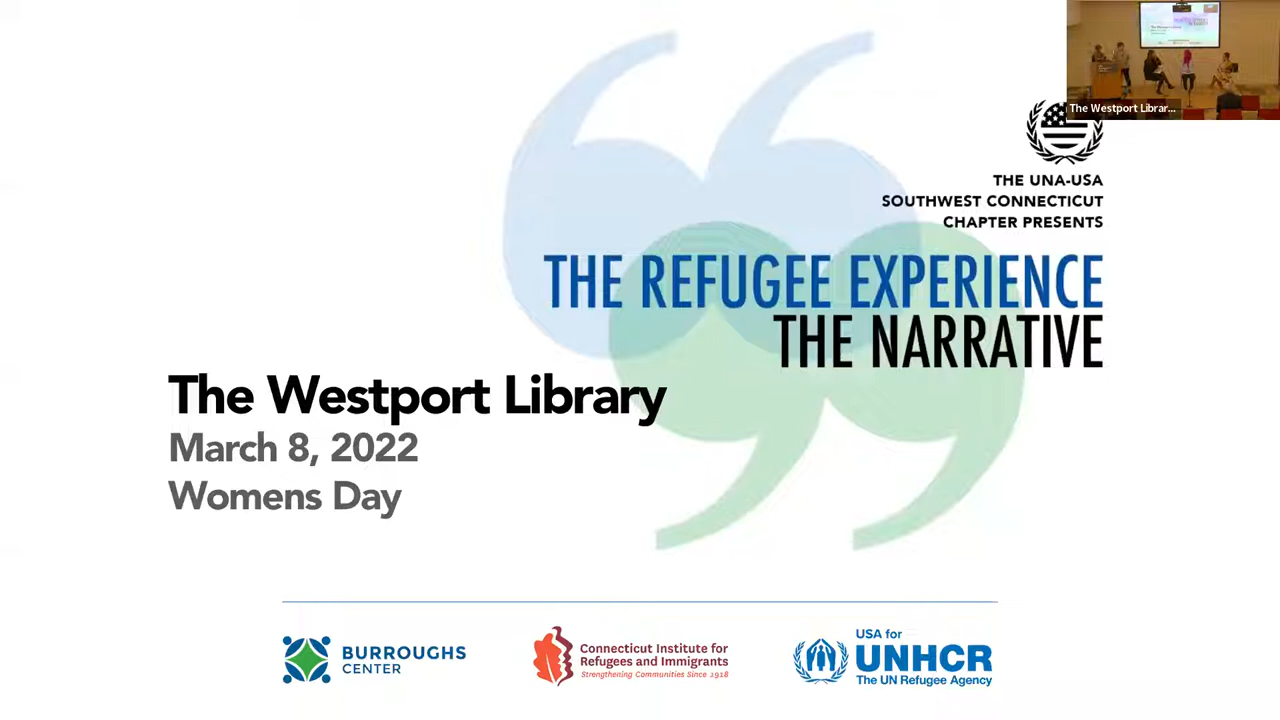 The Westport Librar...
THE UNA-USA
SOUTHWEST CONNECTICUT
CHAPTER PRESENTS
THE REFUGEE EXPERIENCE
THE NARRATIVE
The Westport Library
March 8, 2022
Womens Day
BURROUGHS
CENTER
Connecticut Institute for
Refugees and Immigrants
Strengthening Communities Since 1918
USA for
UNHCR
The UN Refugee Agency